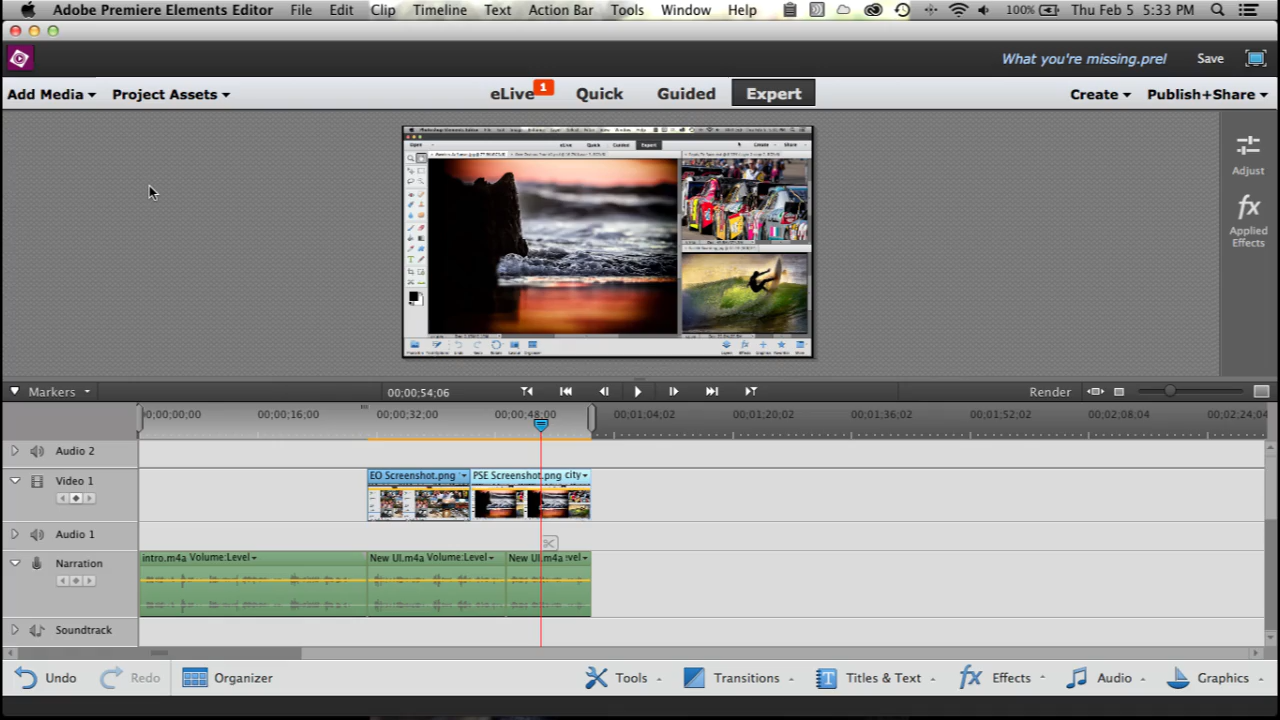 Adobe Premiere Elements Editor File Edit Clip Timeline Text Action Bar Tools Window Help 100% Thu Feb 5 5:33 PM
What you're missing.prel Save
Add Media Project Assets eLive 1 Quick Guided Expert Create Publish+Share
Adjust
fx
Applied
Effects
Markers 00;00;54;06 Render
00;00;16;00 00;00;32;00 00;00;48;00 00;01;04;02 00;01;20;02 00;01;36;02 00;01;52;02 00;02;08;04 00;02;24;04
Audio 2
Video 1 EO Screenshot.png PSE Screenshot.png city
Audio 1
Narration intro.m4a Volume:Level New UI.m4a Volume:Level New UI.m4a :vel
Soundtrack
Undo Redo Organizer Tools Transitions T Titles & Text fx Effects Audio Graphics